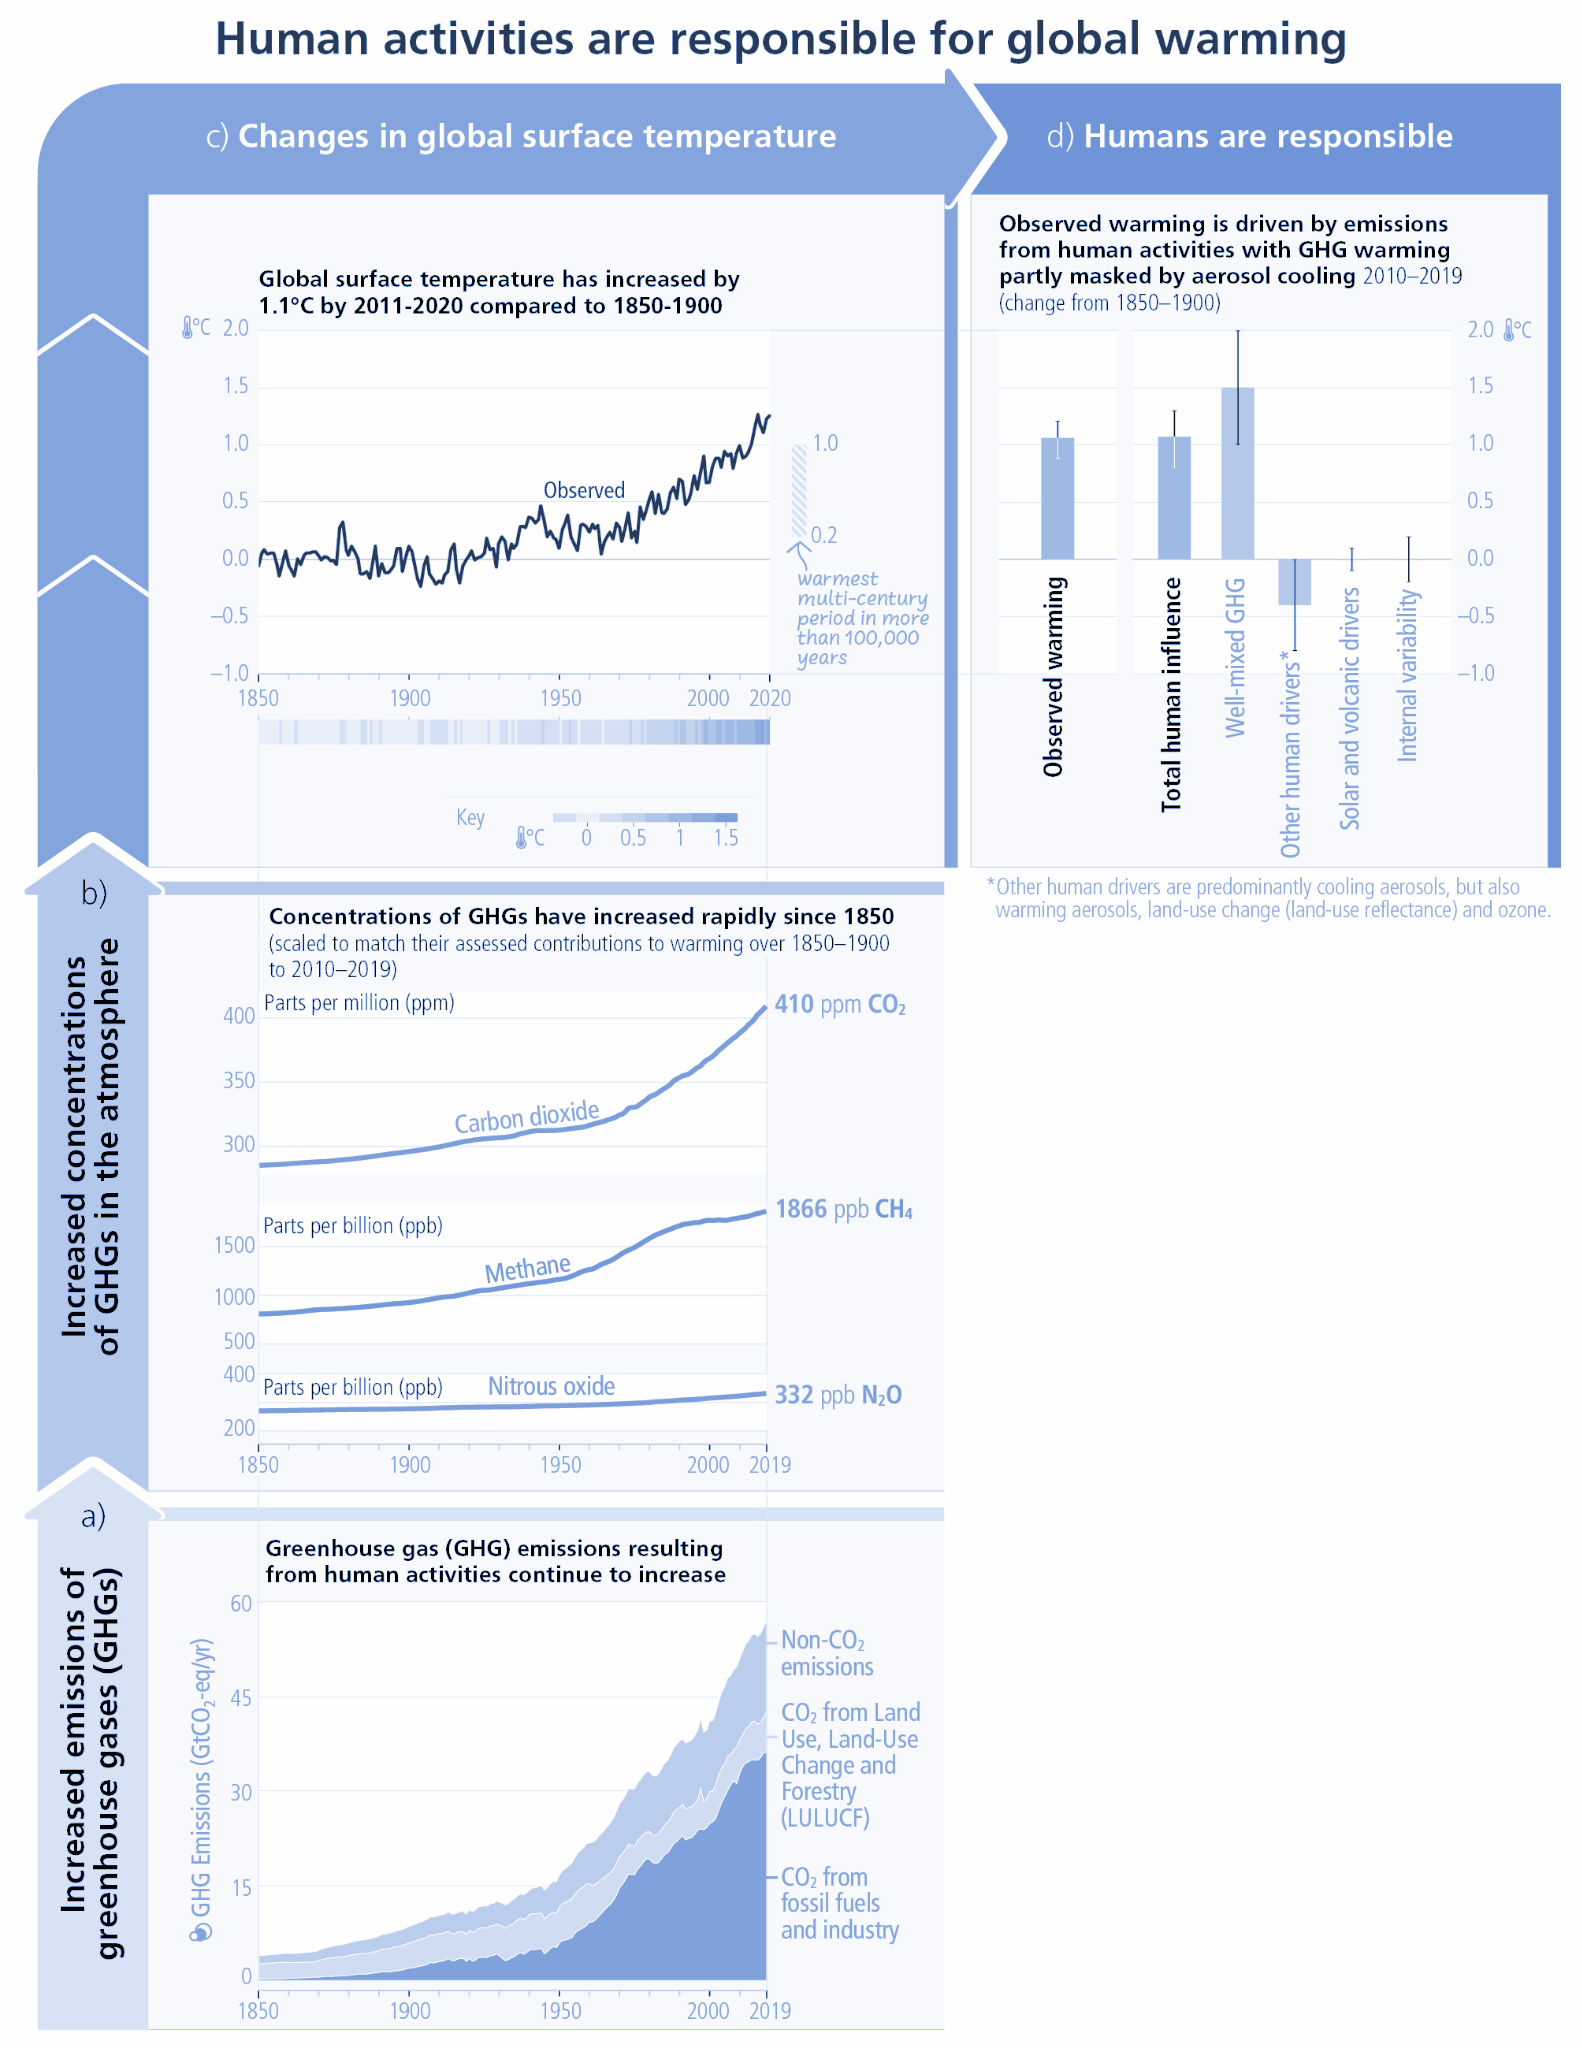 Human activities are responsible for global warming
c) Changes in global surface temperature
d) Humans are responsible
Global surface temperature has increased by
1.1°C by 2011-2020 compared to 1850-1900
°C
2.0
1.5
1.0
0.5
0.0
–0.5
–1.0
Observed
1.0
0.2
warmest
multi-century
period in more
than 100,000
years
1850
1900
1950
2000
2020
Key
°C
0
0.5
1
1.5
Observed warming is driven by emissions
from human activities with GHG warming
partly masked by aerosol cooling 2010–2019
(change from 1850–1900)
2.0 °C
1.5
1.0
0.5
0.0
–0.5
–1.0
Observed warming
Total human influence
Well-mixed GHG
Other human drivers*
Solar and volcanic drivers
Internal variability
*Other human drivers are predominantly cooling aerosols, but also
warming aerosols, land-use change (land-use reflectance) and ozone.
b)
Increased concentrations
of GHGs in the atmosphere
Concentrations of GHGs have increased rapidly since 1850
(scaled to match their assessed contributions to warming over 1850–1900
to 2010–2019)
Parts per million (ppm)
400
350
300
Carbon dioxide
410 ppm CO₂
Parts per billion (ppb)
1500
1000
500
Methane
1866 ppb CH₄
400
200
Parts per billion (ppb)
Nitrous oxide
332 ppb N₂O
1850
1900
1950
2000
2019
a)
Increased emissions of
greenhouse gases (GHGs)
Greenhouse gas (GHG) emissions resulting
from human activities continue to increase
GHG Emissions (GtCO₂-eq/yr)
60
45
30
15
0
Non-CO₂
emissions
CO₂ from Land
Use, Land-Use
Change and
Forestry
(LULUCF)
CO₂ from
fossil fuels
and industry
1850
1900
1950
2000
2019